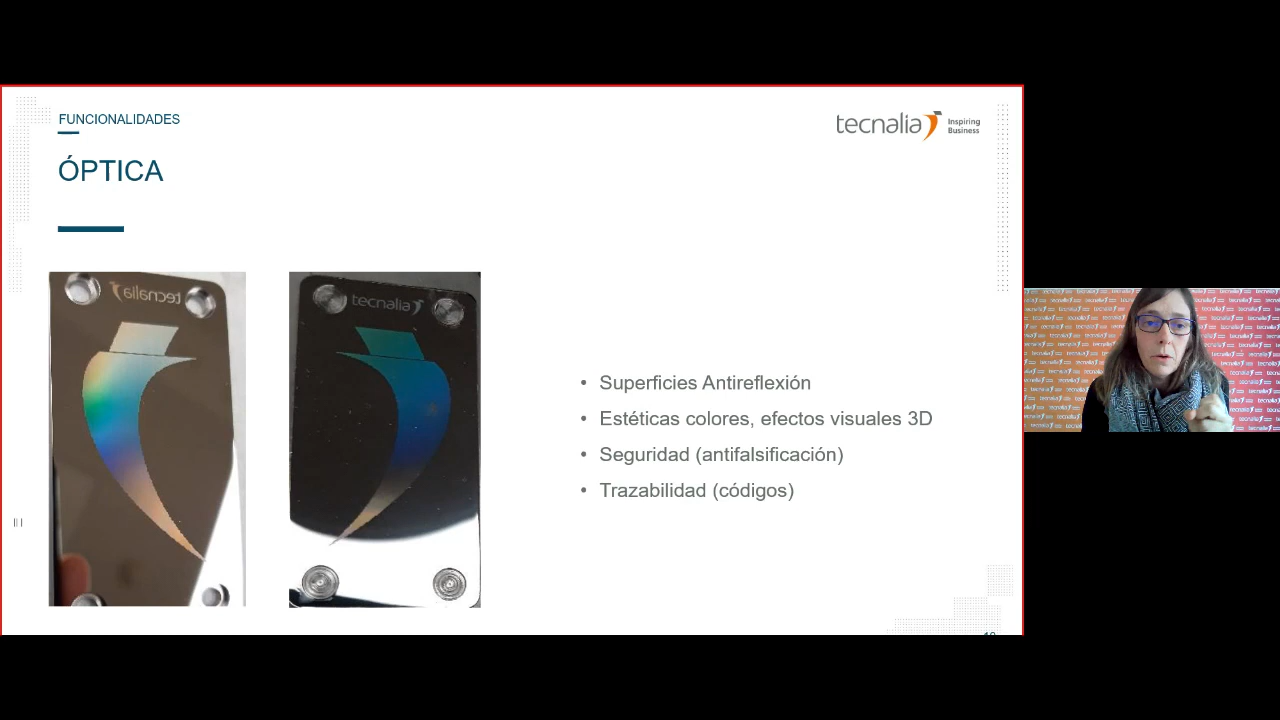 FUNCIONALIDADES
tecnalia Inspiring Business
ÓPTICA
tecnalia
tecnalia
• Superficies Antireflexión
• Estéticas colores, efectos visuales 3D
• Seguridad (antifalsificación)
• Trazabilidad (códigos)